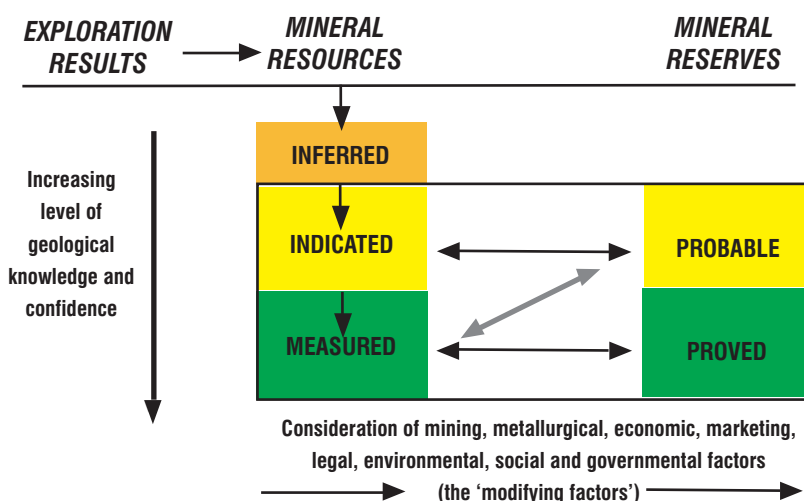 EXPLORATION
RESULTS
MINERAL
RESOURCES
MINERAL
RESERVES
Increasing
level of
geological
knowledge and
confidence
INFERRED
INDICATED
PROBABLE
MEASURED
PROVED
Consideration of mining, metallurgical, economic, marketing,
legal, environmental, social and governmental factors
(the ‘modifying factors’)